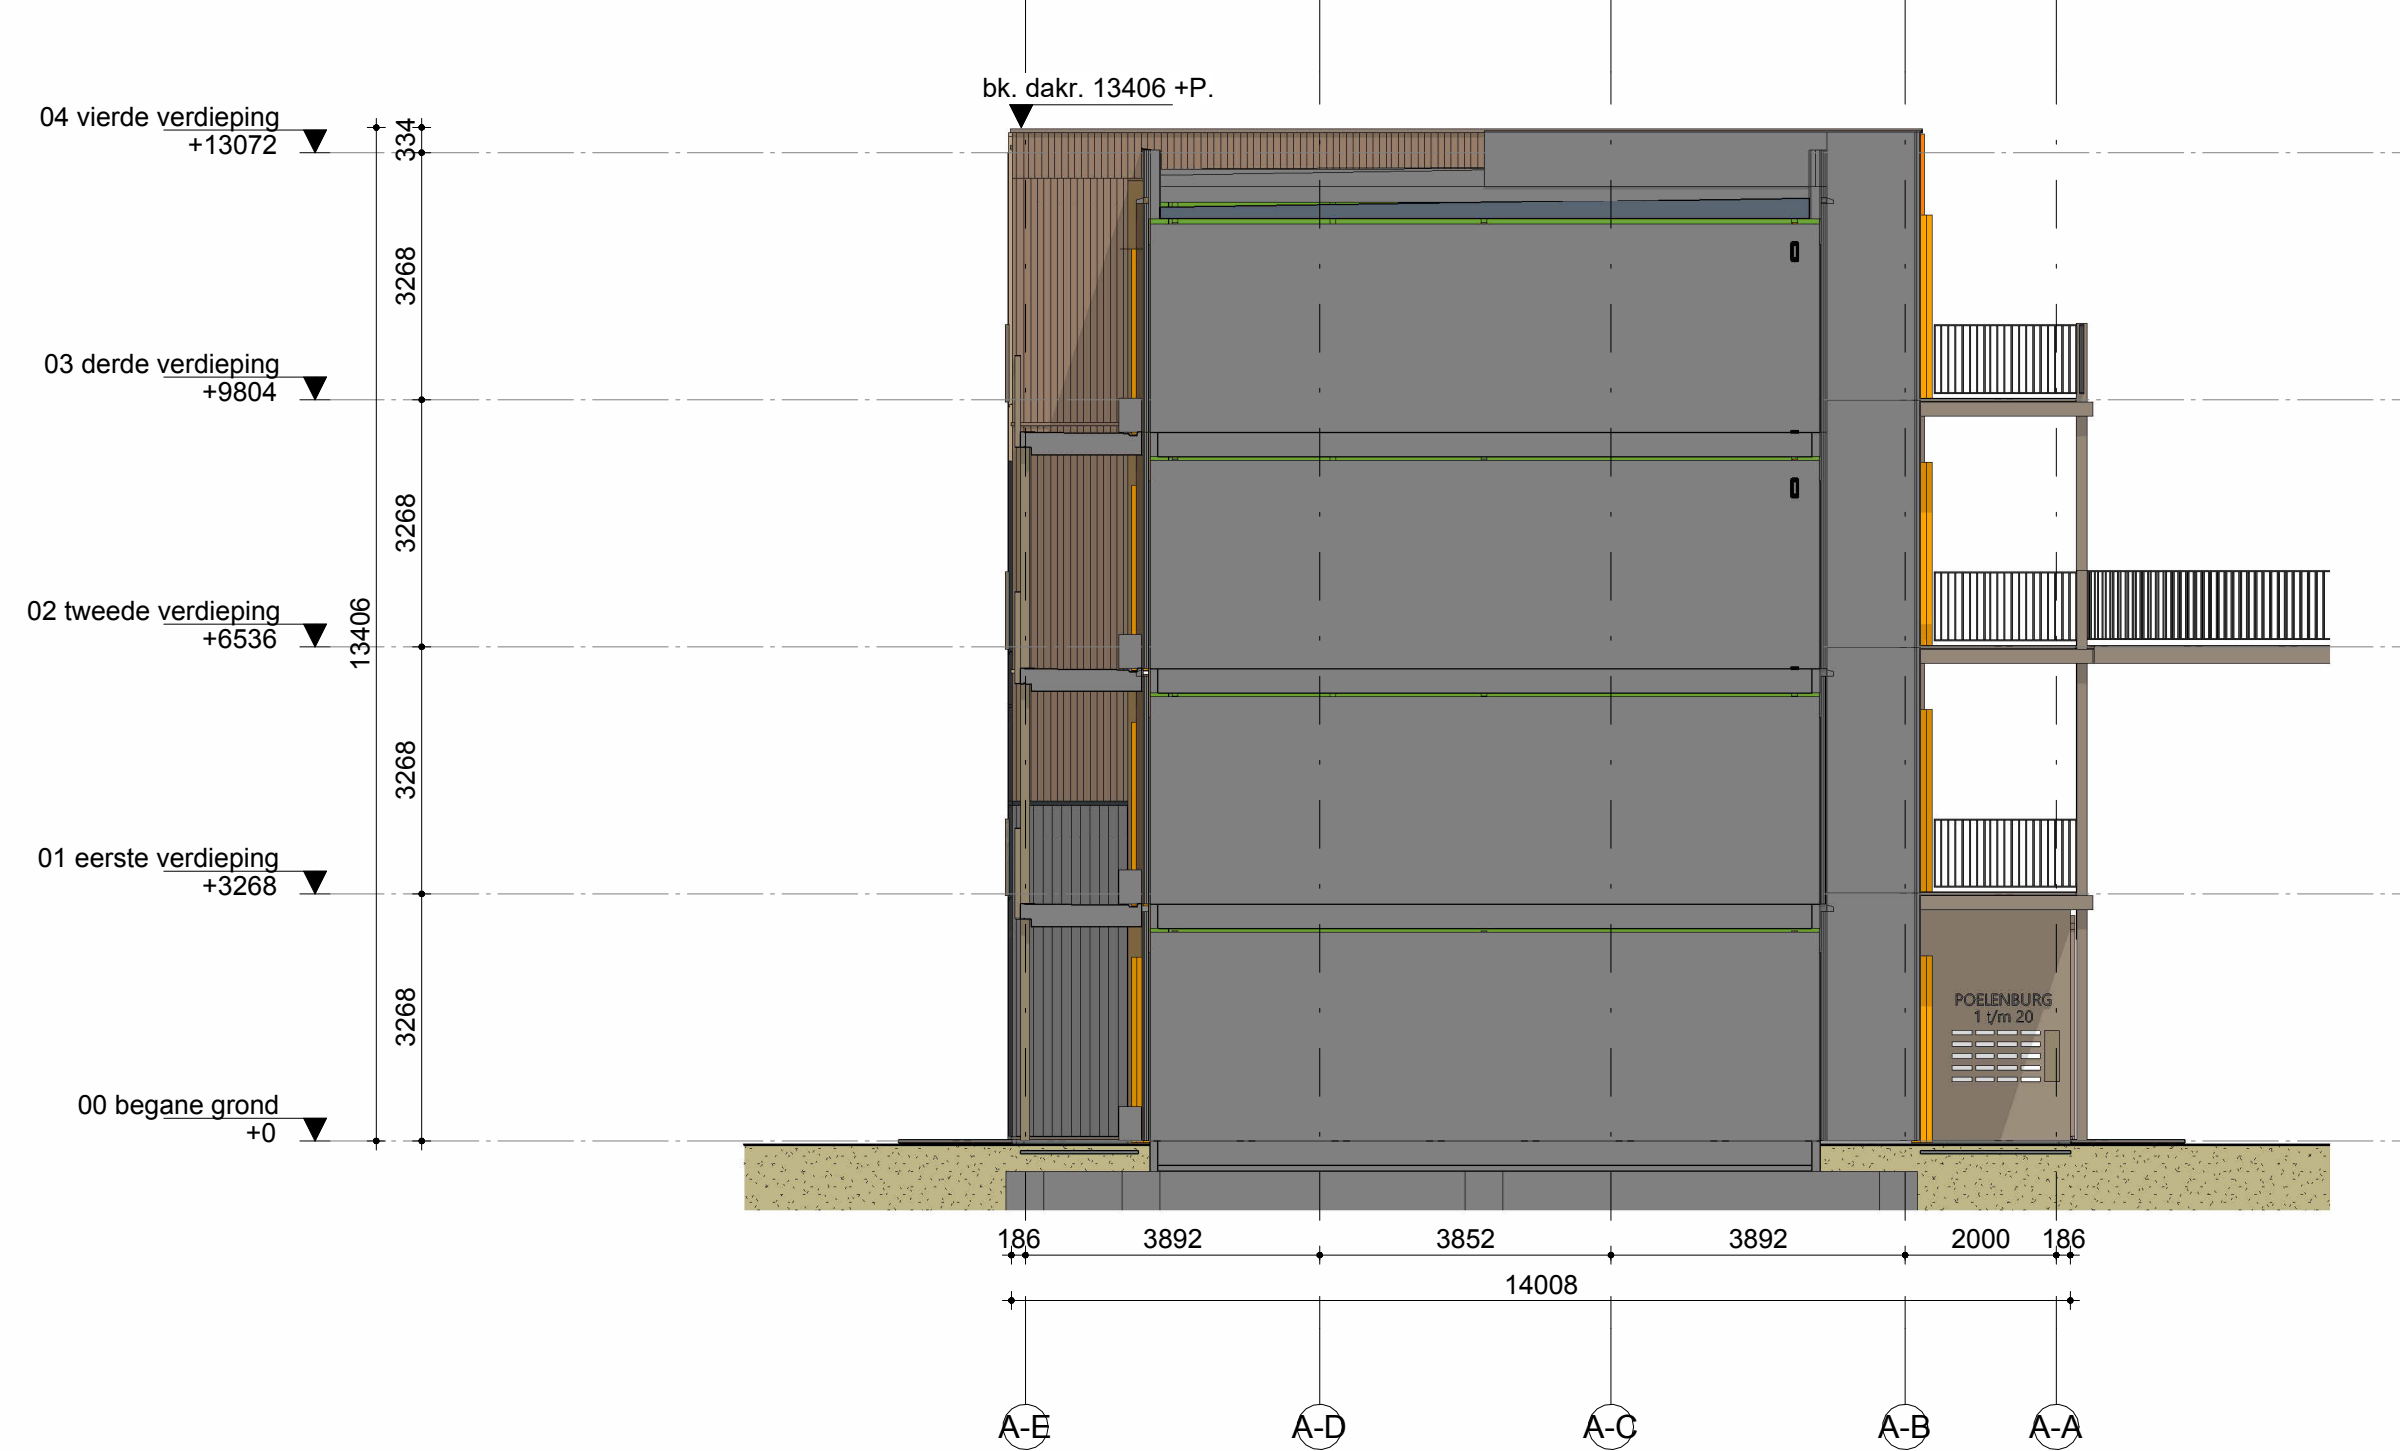 bk. dakr. 13406 +P.
04 vierde verdieping
+13072
334
3268
03 derde verdieping
+9804
3268
02 tweede verdieping
+6536
13406
3268
01 eerste verdieping
+3268
3268
00 begane grond
+0
POELENBURG
1 t/m 20
186 3892 3852 3892 2000 186
14008
A-E A-D A-C A-B A-A